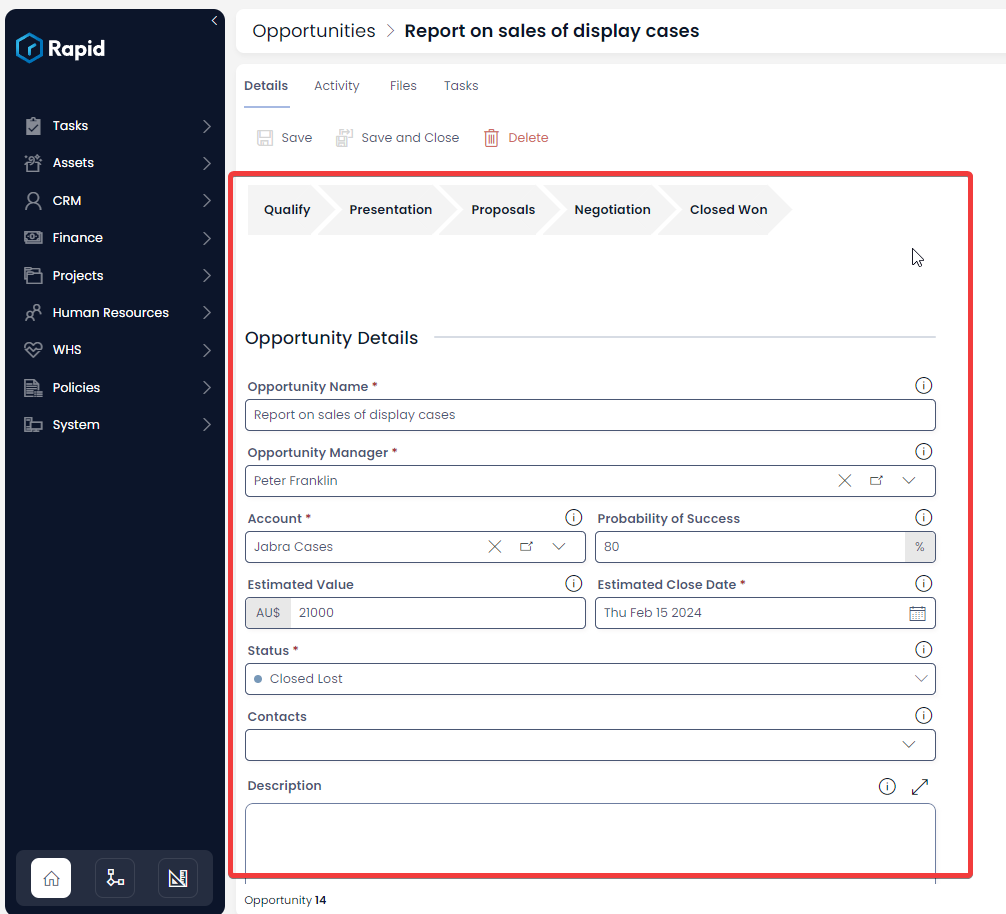 Rapid
Tasks
Assets
CRM
Finance
Projects
Human Resources
WHS
Policies
System
Opportunities > Report on sales of display cases
Details Activity Files Tasks
Save Save and Close Delete
Qualify Presentation Proposals Negotiation Closed Won
Opportunity Details
Opportunity Name *
Report on sales of display cases
Opportunity Manager *
Peter Franklin
Account * Probability of Success
Jabra Cases 80 %
Estimated Value Estimated Close Date *
AU$ 21000 Thu Feb 15 2024
Status *
Closed Lost
Contacts
Description
Opportunity 14